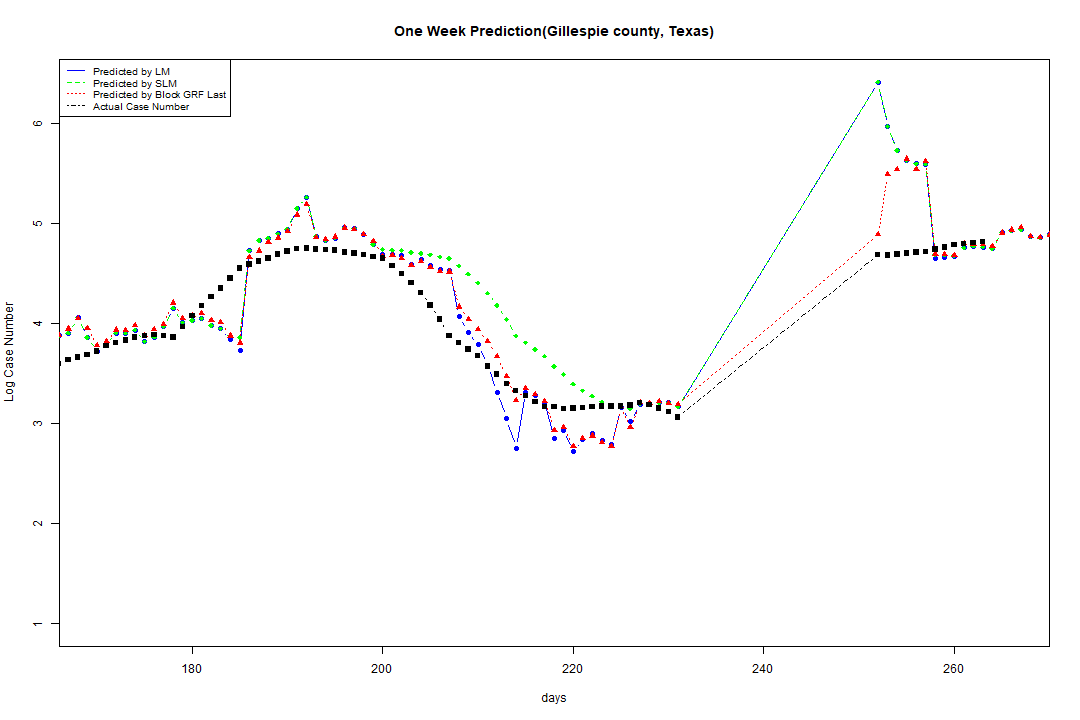 One Week Prediction(Gillespie county, Texas)
Predicted by LM
Predicted by SLM
Predicted by Block GRF Last
Actual Case Number
Log Case Number
6
5
4
3
2
1
180 200 220 240 260
days